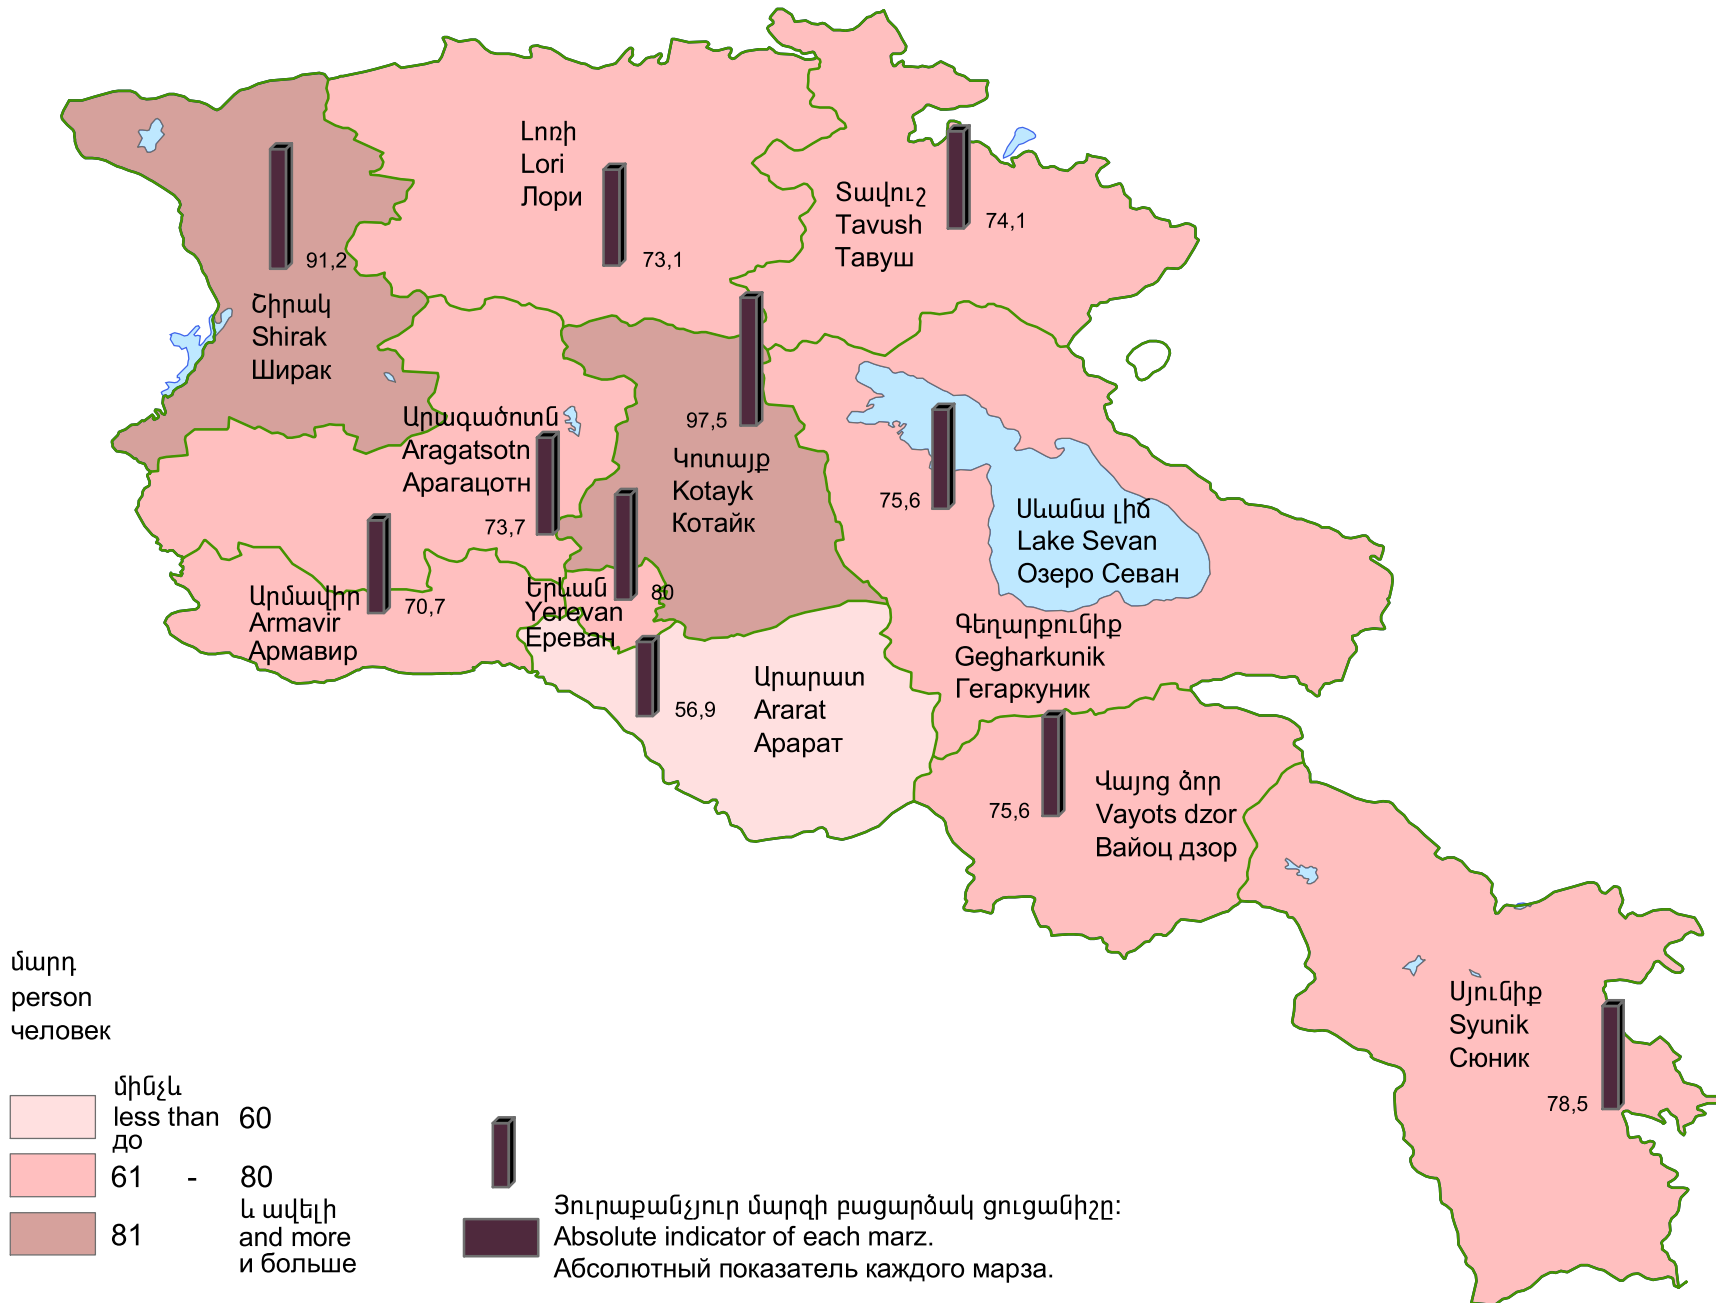 Լոռի
Lori
Лори
73,1
Տավուշ
Tavush
Тавуш
74,1
91,2
Շիրակ
Shirak
Ширак
Արագածոտն
Aragatsotn
Арагацотн
73,7
97,5
Կոտայք
Kotayk
Котайк
75,6
Սևանա լիճ
Lake Sevan
Озеро Севан
Արմավիր
Armavir
Армавир
70,7
Երևան
Yerevan
Ереван
80
Գեղարքունիք
Gegharkunik
Гегаркуник
56,9
Արարատ
Ararat
Арарат
75,6
Վայոց ձոր
Vayots dzor
Вайоц дзор
Սյունիք
Syunik
Сюник
78,5
մարդ
person
человек
մինչև
less than 60
до
61 - 80
և ավելի
81 and more
и больше
Յուրաքանչյուր մարզի բացարձակ ցուցանիշը:
Absolute indicator of each marz.
Абсолютный показатель каждого марза.